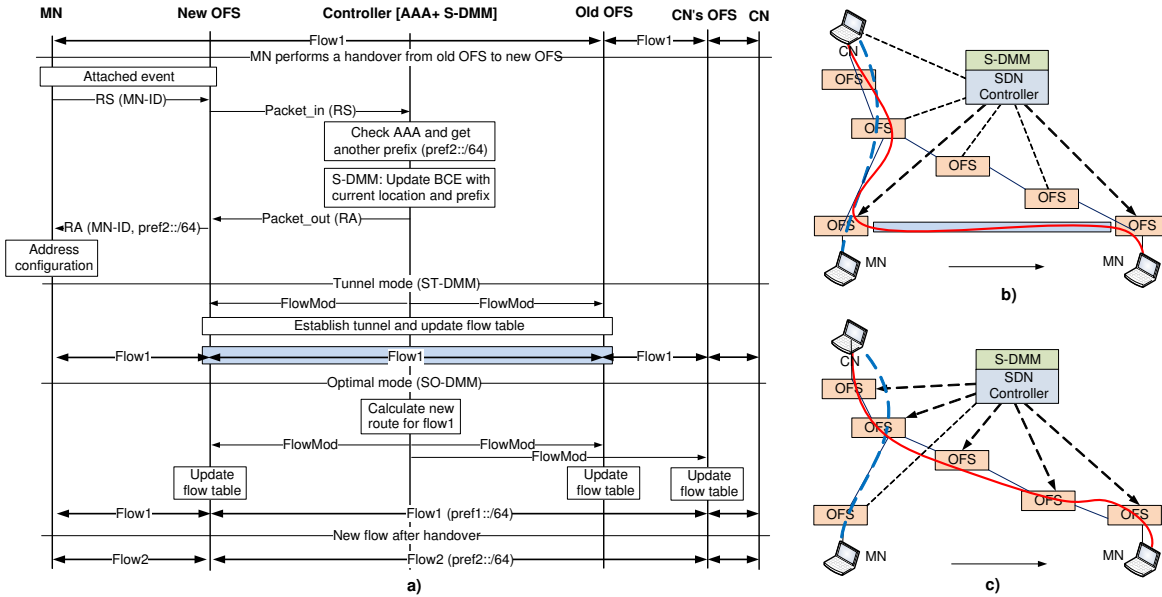 MN
New OFS
Controller [AAA+ S-DMM]
Old OFS
CN's OFS
CN
Flow1
Flow1
MN performs a handover from old OFS to new OFS
Attached event
RS (MN-ID)
Packet_in (RS)
Check AAA and get
another prefix (pref2::/64)
S-DMM: Update BCE with
current location and prefix
Packet_out (RA)
RA (MN-ID, pref2::/64)
Address
configuration
Tunnel mode (ST-DMM)
FlowMod
FlowMod
Establish tunnel and update flow table
Flow1
Flow1
Flow1
Optimal mode (SO-DMM)
Calculate new
route for flow1
FlowMod
FlowMod
FlowMod
Update
flow table
Update
flow table
Update
flow table
Flow1
Flow1 (pref1::/64)
New flow after handover
Flow2
Flow2 (pref2::/64)
a)
CN
OFS
OFS
S-DMM
SDN
Controller
OFS
OFS
OFS
OFS
MN
MN
b)
CN
OFS
OFS
S-DMM
SDN
Controller
OFS
OFS
OFS
OFS
MN
MN
c)